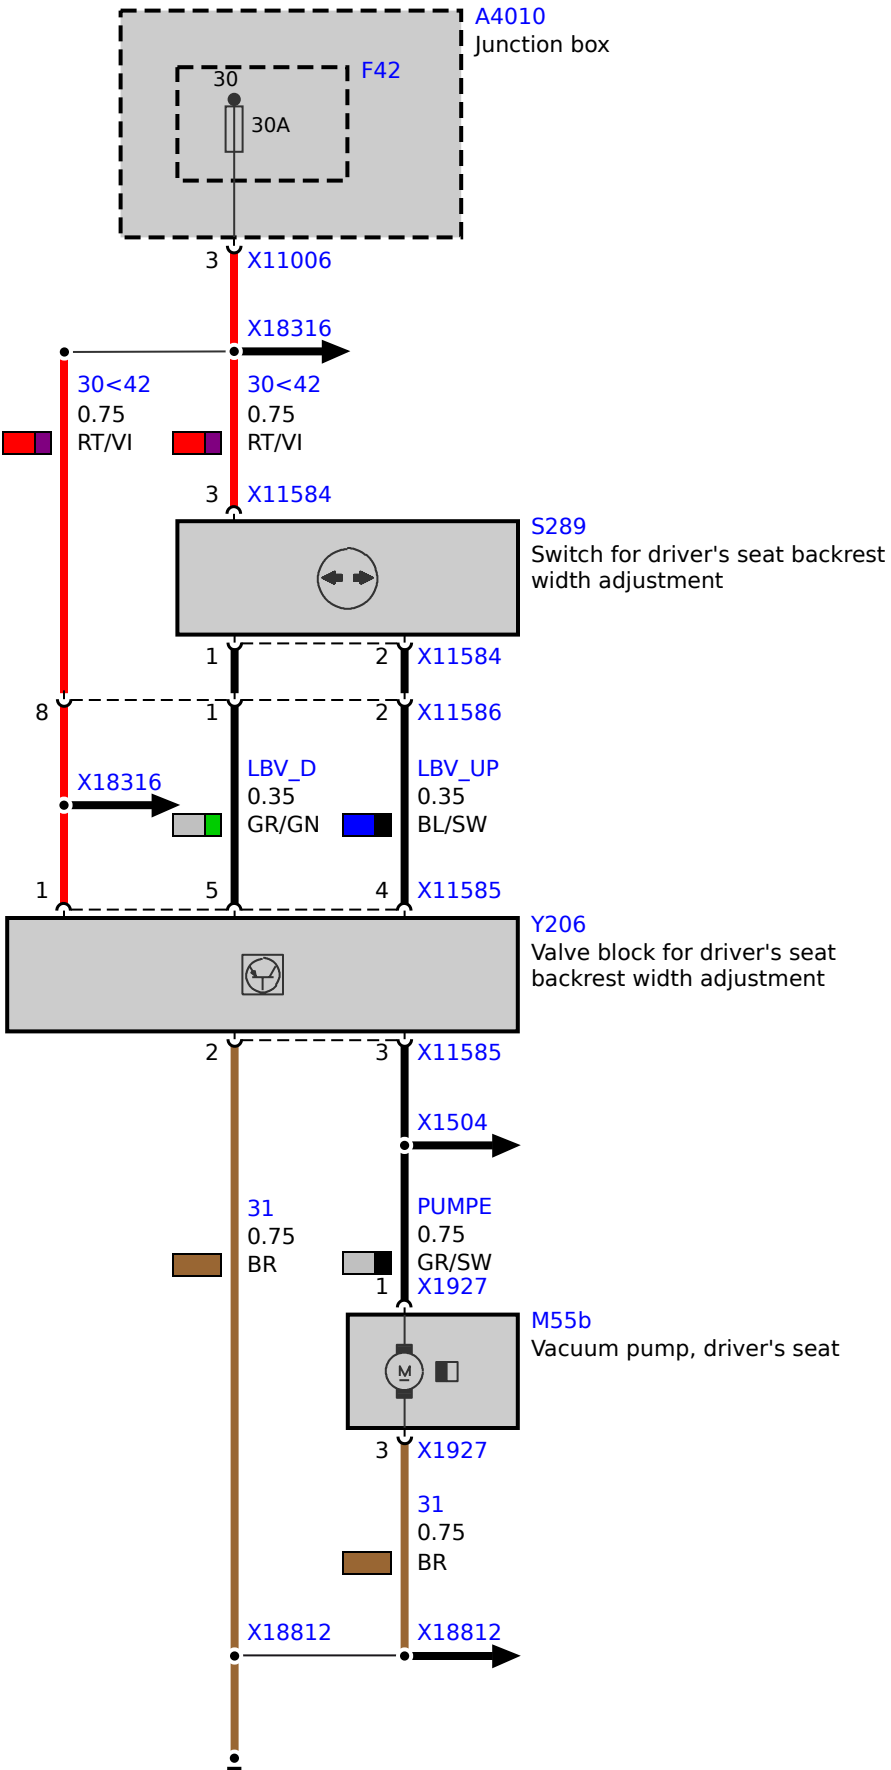 A4010
Junction box
F42
30
30A
3 X11006
X18316
30<42
0.75
RT/VI
30<42
0.75
RT/VI
3 X11584
S289
Switch for driver's seat backrest
width adjustment
1 2 X11584
8 1 2 X11586
X18316
LBV_D
0.35
GR/GN
LBV_UP
0.35
BL/SW
1 5 4 X11585
Y206
Valve block for driver's seat
backrest width adjustment
2 3 X11585
X1504
31
0.75
BR
PUMPE
0.75
GR/SW
1 X1927
M55b
Vacuum pump, driver's seat
M
3 X1927
31
0.75
BR
X18812 X18812